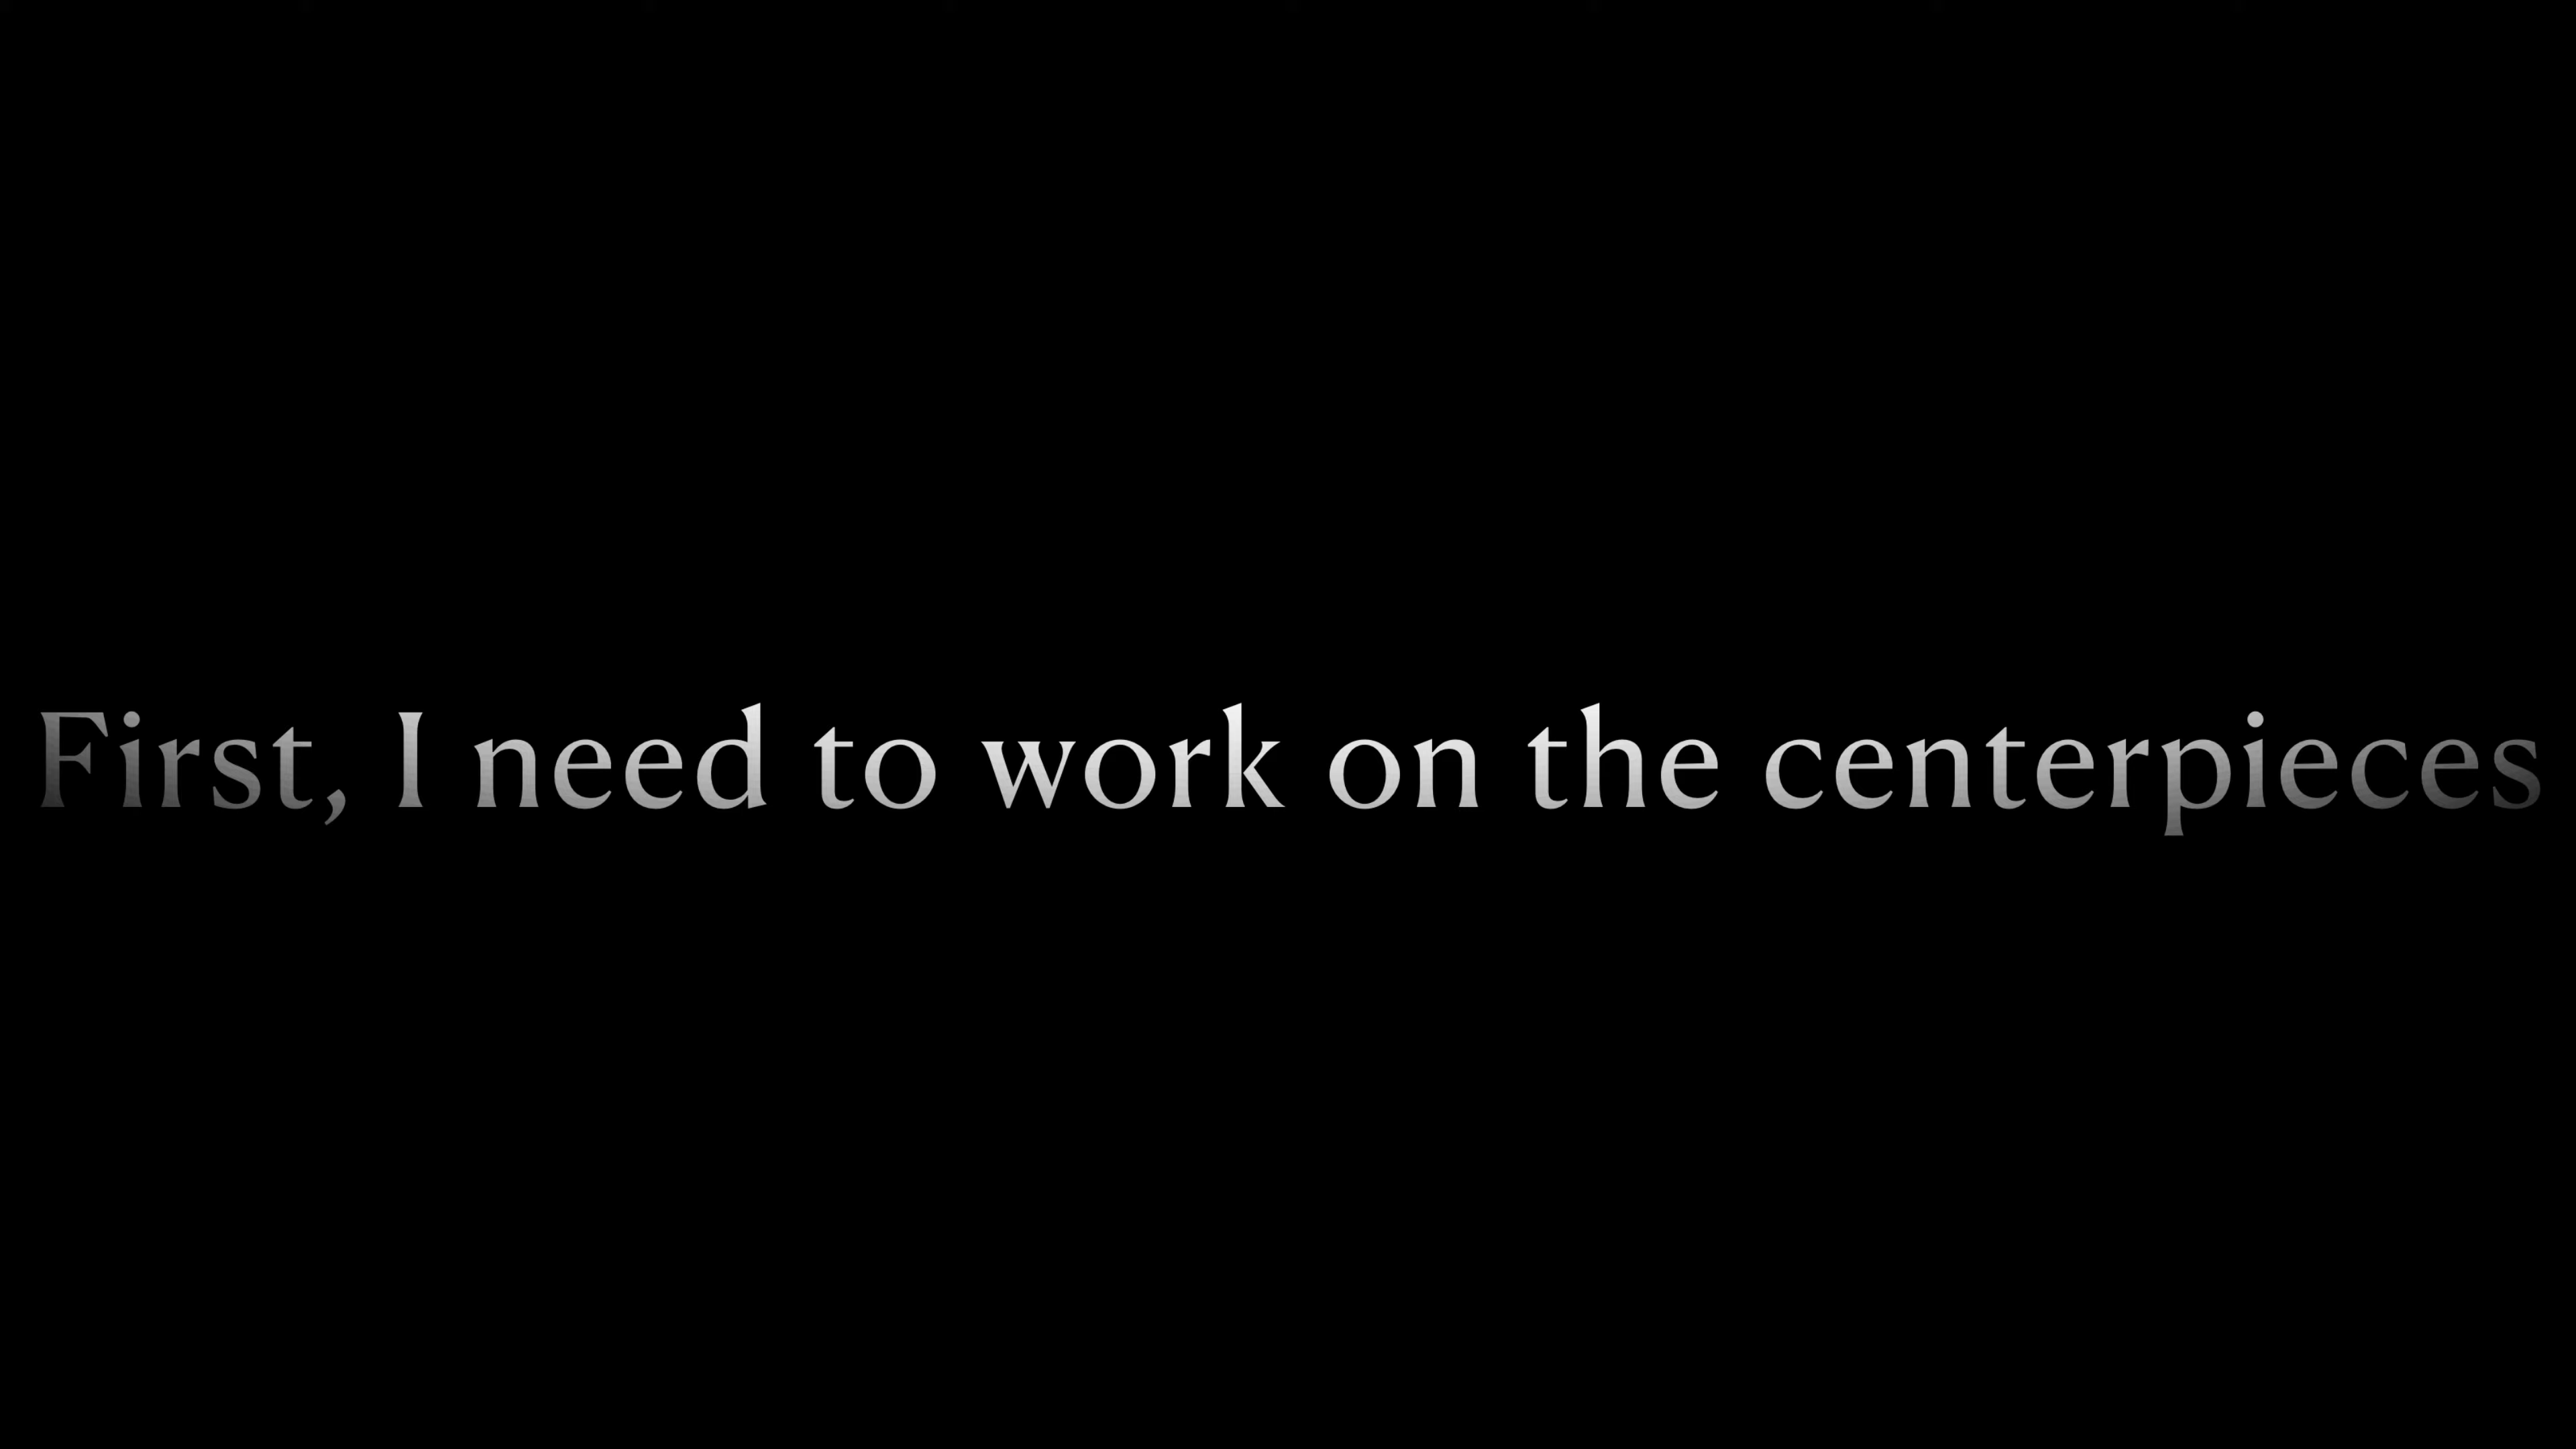 First, I need to work on the centerpieces